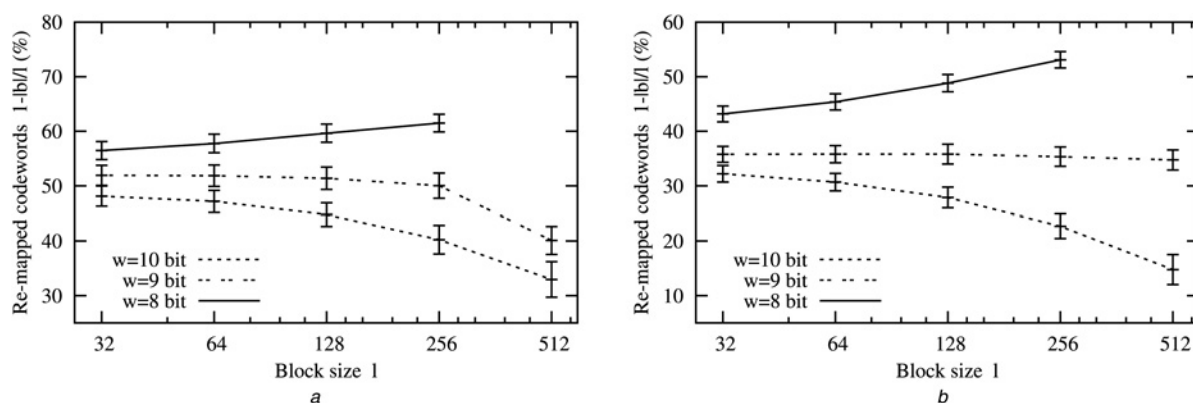 80
70
60
50
40
30
Re-mapped codewords 1-|b|/l (%)
w=10 bit
w=9 bit
w=8 bit
32 64 128 256 512
Block size l
a
60
50
40
30
20
10
Re-mapped codewords 1-|b|/l (%)
w=10 bit
w=9 bit
w=8 bit
32 64 128 256 512
Block size l
b